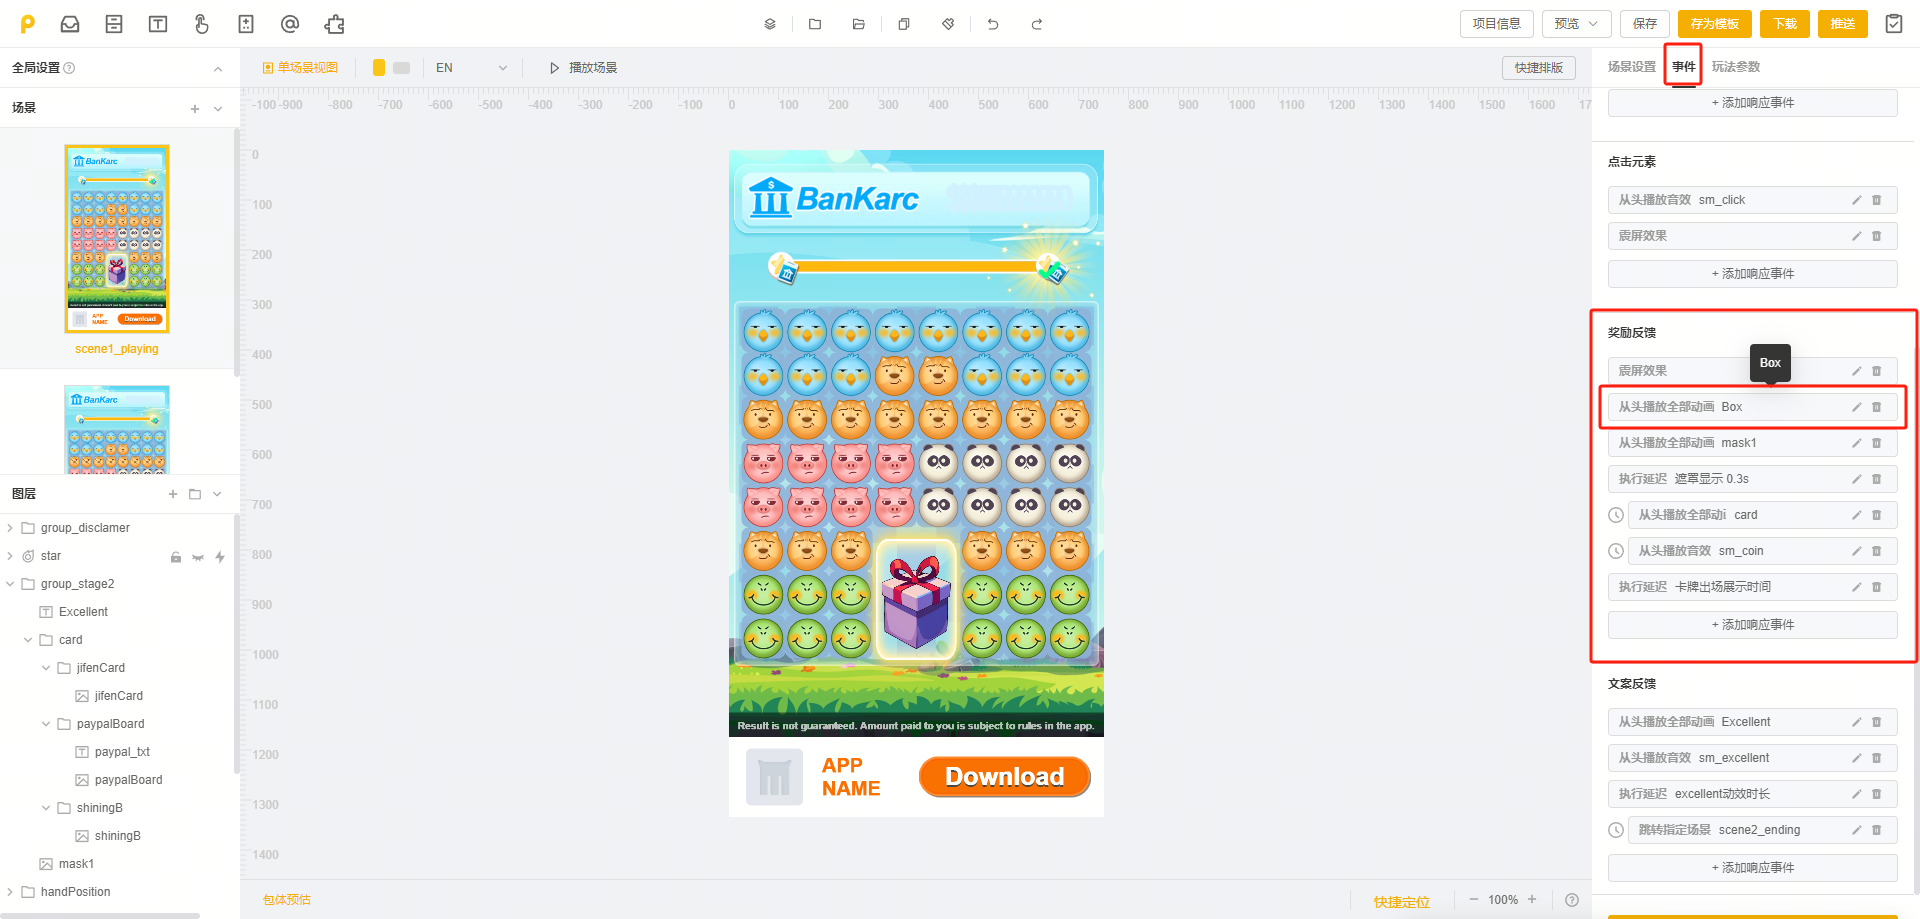 项目信息
预览
保存
存为模板
下载
推送
全局设置
单场景视图
EN
播放场景
快捷排版
场景设置
事件
玩法参数
场景
-100 -900 -800 -700 -600 -500 -400 -300 -200 -100 0 100 200 300 400 500 600 700 800 900 1000 1100 1200 1300 1400 1500 1600 17
0
100
200
300
400
500
600
700
800
900
1000
1100
1200
1300
1400
BanKarc
APP NAME
Download
scene1_playing
BanKarc
图层
group_disclamer
star
group_stage2
Excellent
card
jifenCard
jifenCard
paypalBoard
paypal_txt
paypalBoard
shiningB
shiningB
mask1
handPosition
BanKarc
Result is not guaranteed. Amount paid to you is subject to rules in the app.
APP
NAME
Download
包体预估
快捷定位
100%
+ 添加响应事件
点击元素
从头播放音效 sm_click
震屏效果
+ 添加响应事件
奖励反馈
Box
震屏效果
从头播放全部动画 Box
从头播放全部动画 mask1
执行延迟 遮罩显示 0.3s
从头播放全部动i card
从头播放音效 sm_coin
执行延迟 卡牌出场展示时间
+ 添加响应事件
文案反馈
从头播放全部动画 Excellent
从头播放音效 sm_excellent
执行延迟 excellent动效时长
跳转指定场景 scene2_ending
+ 添加响应事件